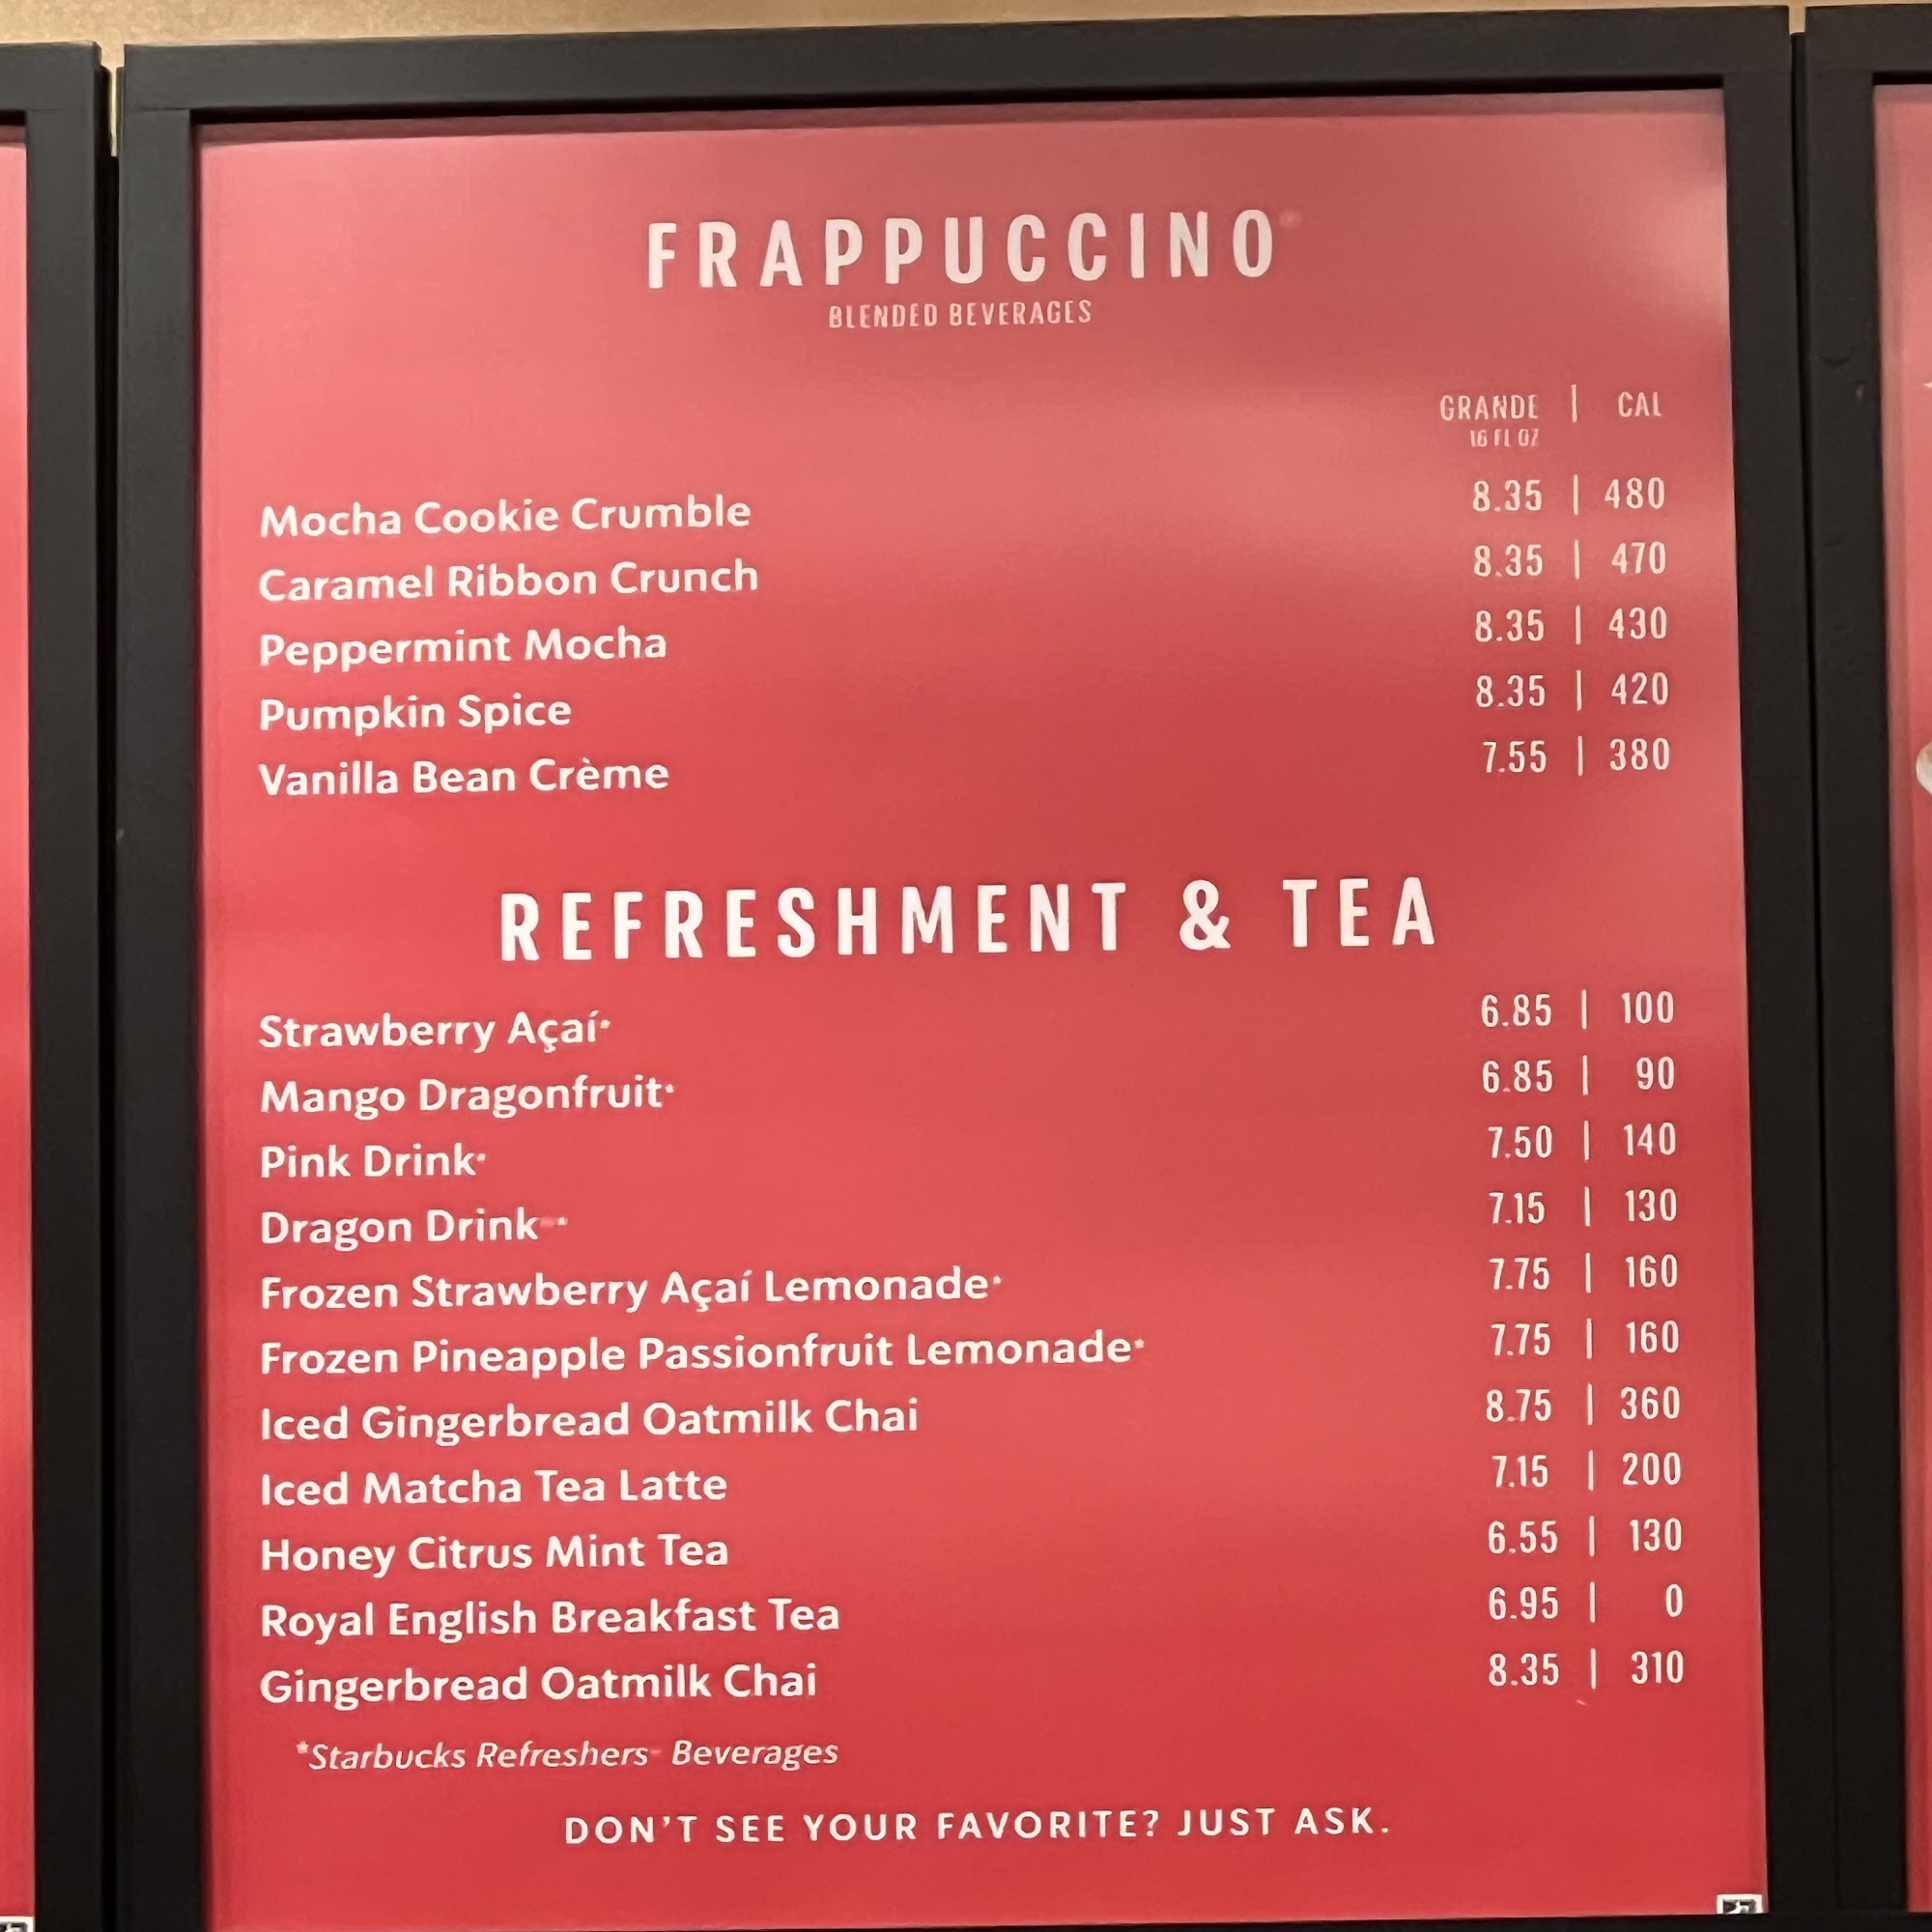 FRAPPUCCINO
BLENDED BEVERAGES
GRANDE | CAL
16 FL OZ
Mocha Cookie Crumble 8.35 | 480
Caramel Ribbon Crunch 8.35 | 470
Peppermint Mocha 8.35 | 430
Pumpkin Spice 8.35 | 420
Vanilla Bean Crème 7.55 | 380
REFRESHMENT & TEA
Strawberry Açaí* 6.85 | 100
Mango Dragonfruit* 6.85 | 90
Pink Drink* 7.50 | 140
Dragon Drink* 7.15 | 130
Frozen Strawberry Açaí Lemonade* 7.75 | 160
Frozen Pineapple Passionfruit Lemonade* 7.75 | 160
Iced Gingerbread Oatmilk Chai 8.75 | 360
Iced Matcha Tea Latte 7.15 | 200
Honey Citrus Mint Tea 6.55 | 130
Royal English Breakfast Tea 6.95 | 0
Gingerbread Oatmilk Chai 8.35 | 310
*Starbucks Refreshers Beverages
DON'T SEE YOUR FAVORITE? JUST ASK.